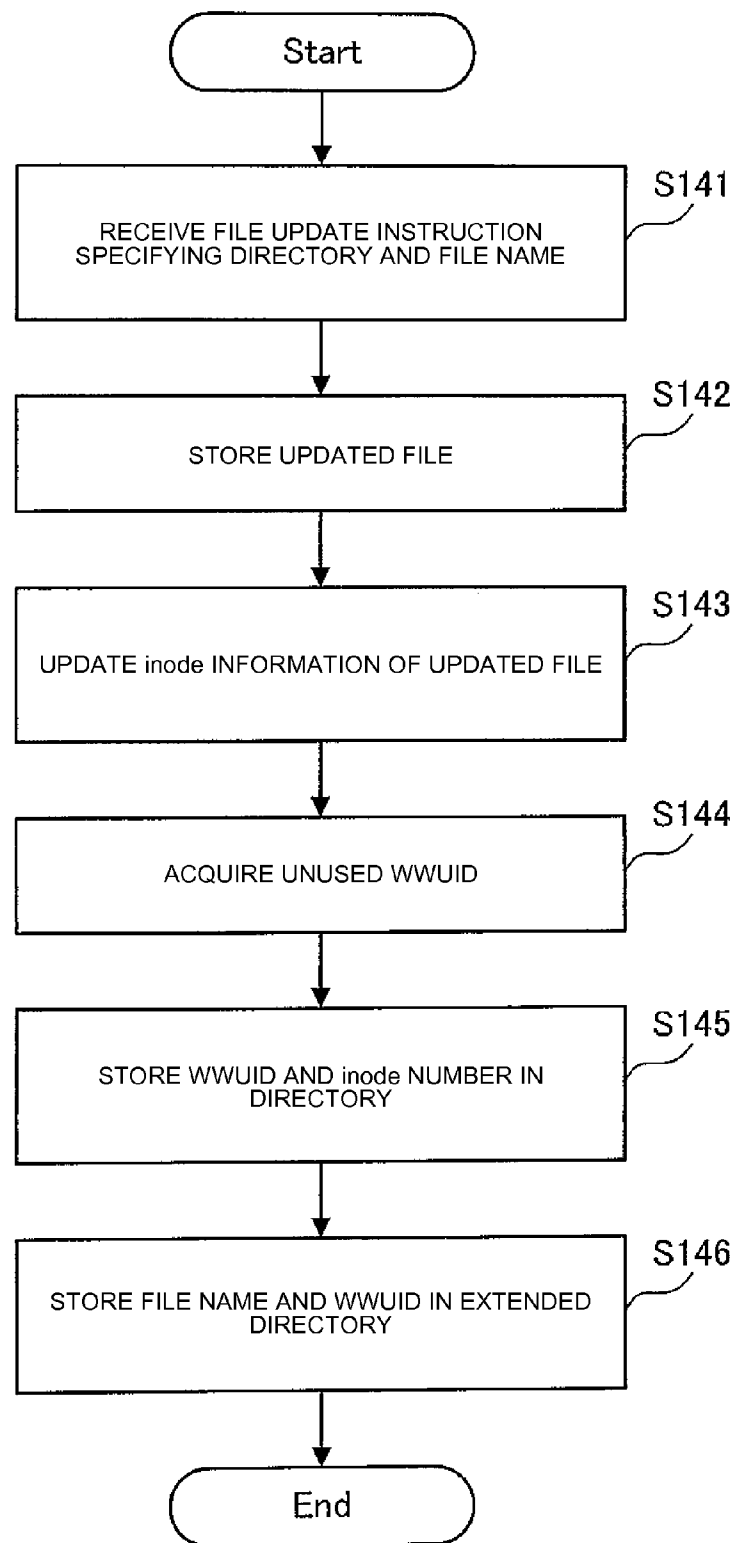 Start
S141
RECEIVE FILE UPDATE INSTRUCTION
SPECIFYING DIRECTORY AND FILE NAME
S142
STORE UPDATED FILE
S143
UPDATE inode INFORMATION OF UPDATED FILE
S144
ACQUIRE UNUSED WWUID
S145
STORE WWUID AND inode NUMBER IN
DIRECTORY
S146
STORE FILE NAME AND WWUID IN EXTENDED
DIRECTORY
End